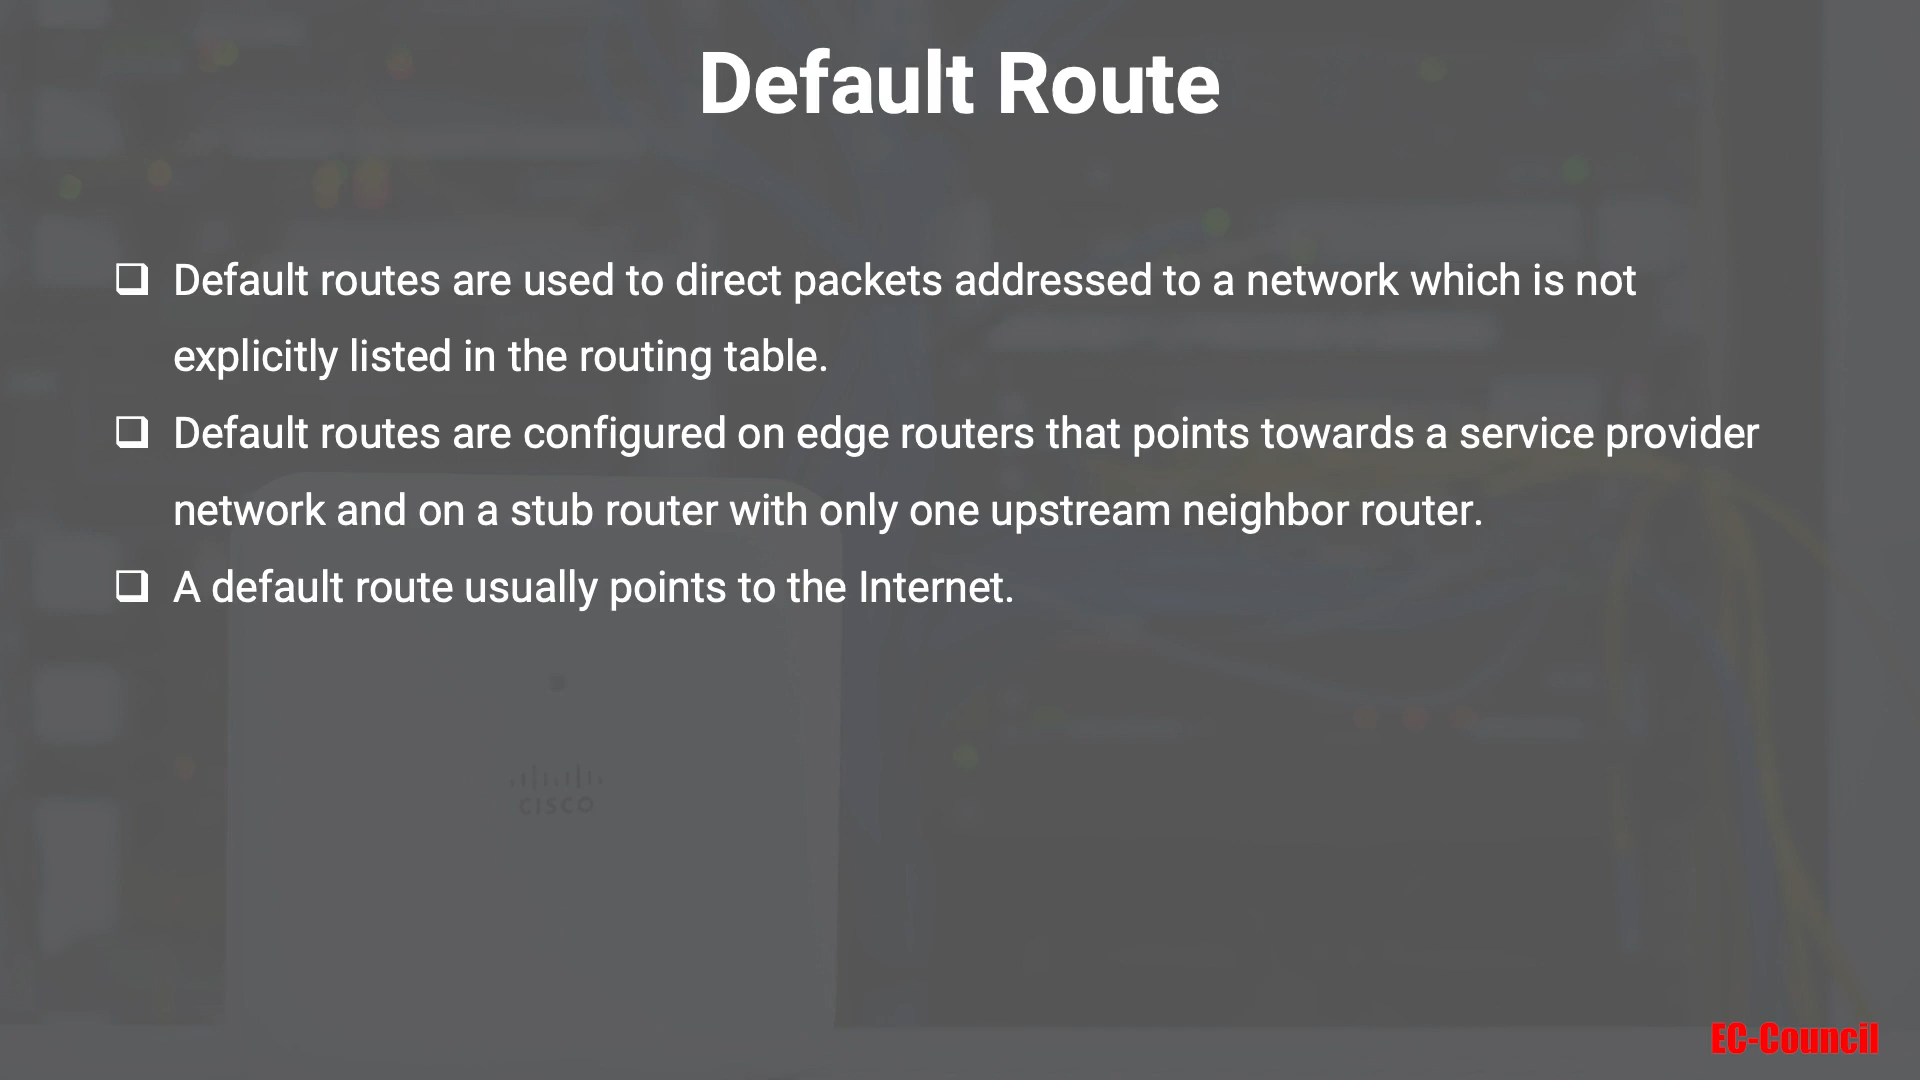 Default Route
Default routes are used to direct packets addressed to a network which is not
explicitly listed in the routing table.
Default routes are configured on edge routers that points towards a service provider
network and on a stub router with only one upstream neighbor router.
A default route usually points to the Internet.
CISCO
EC-Council